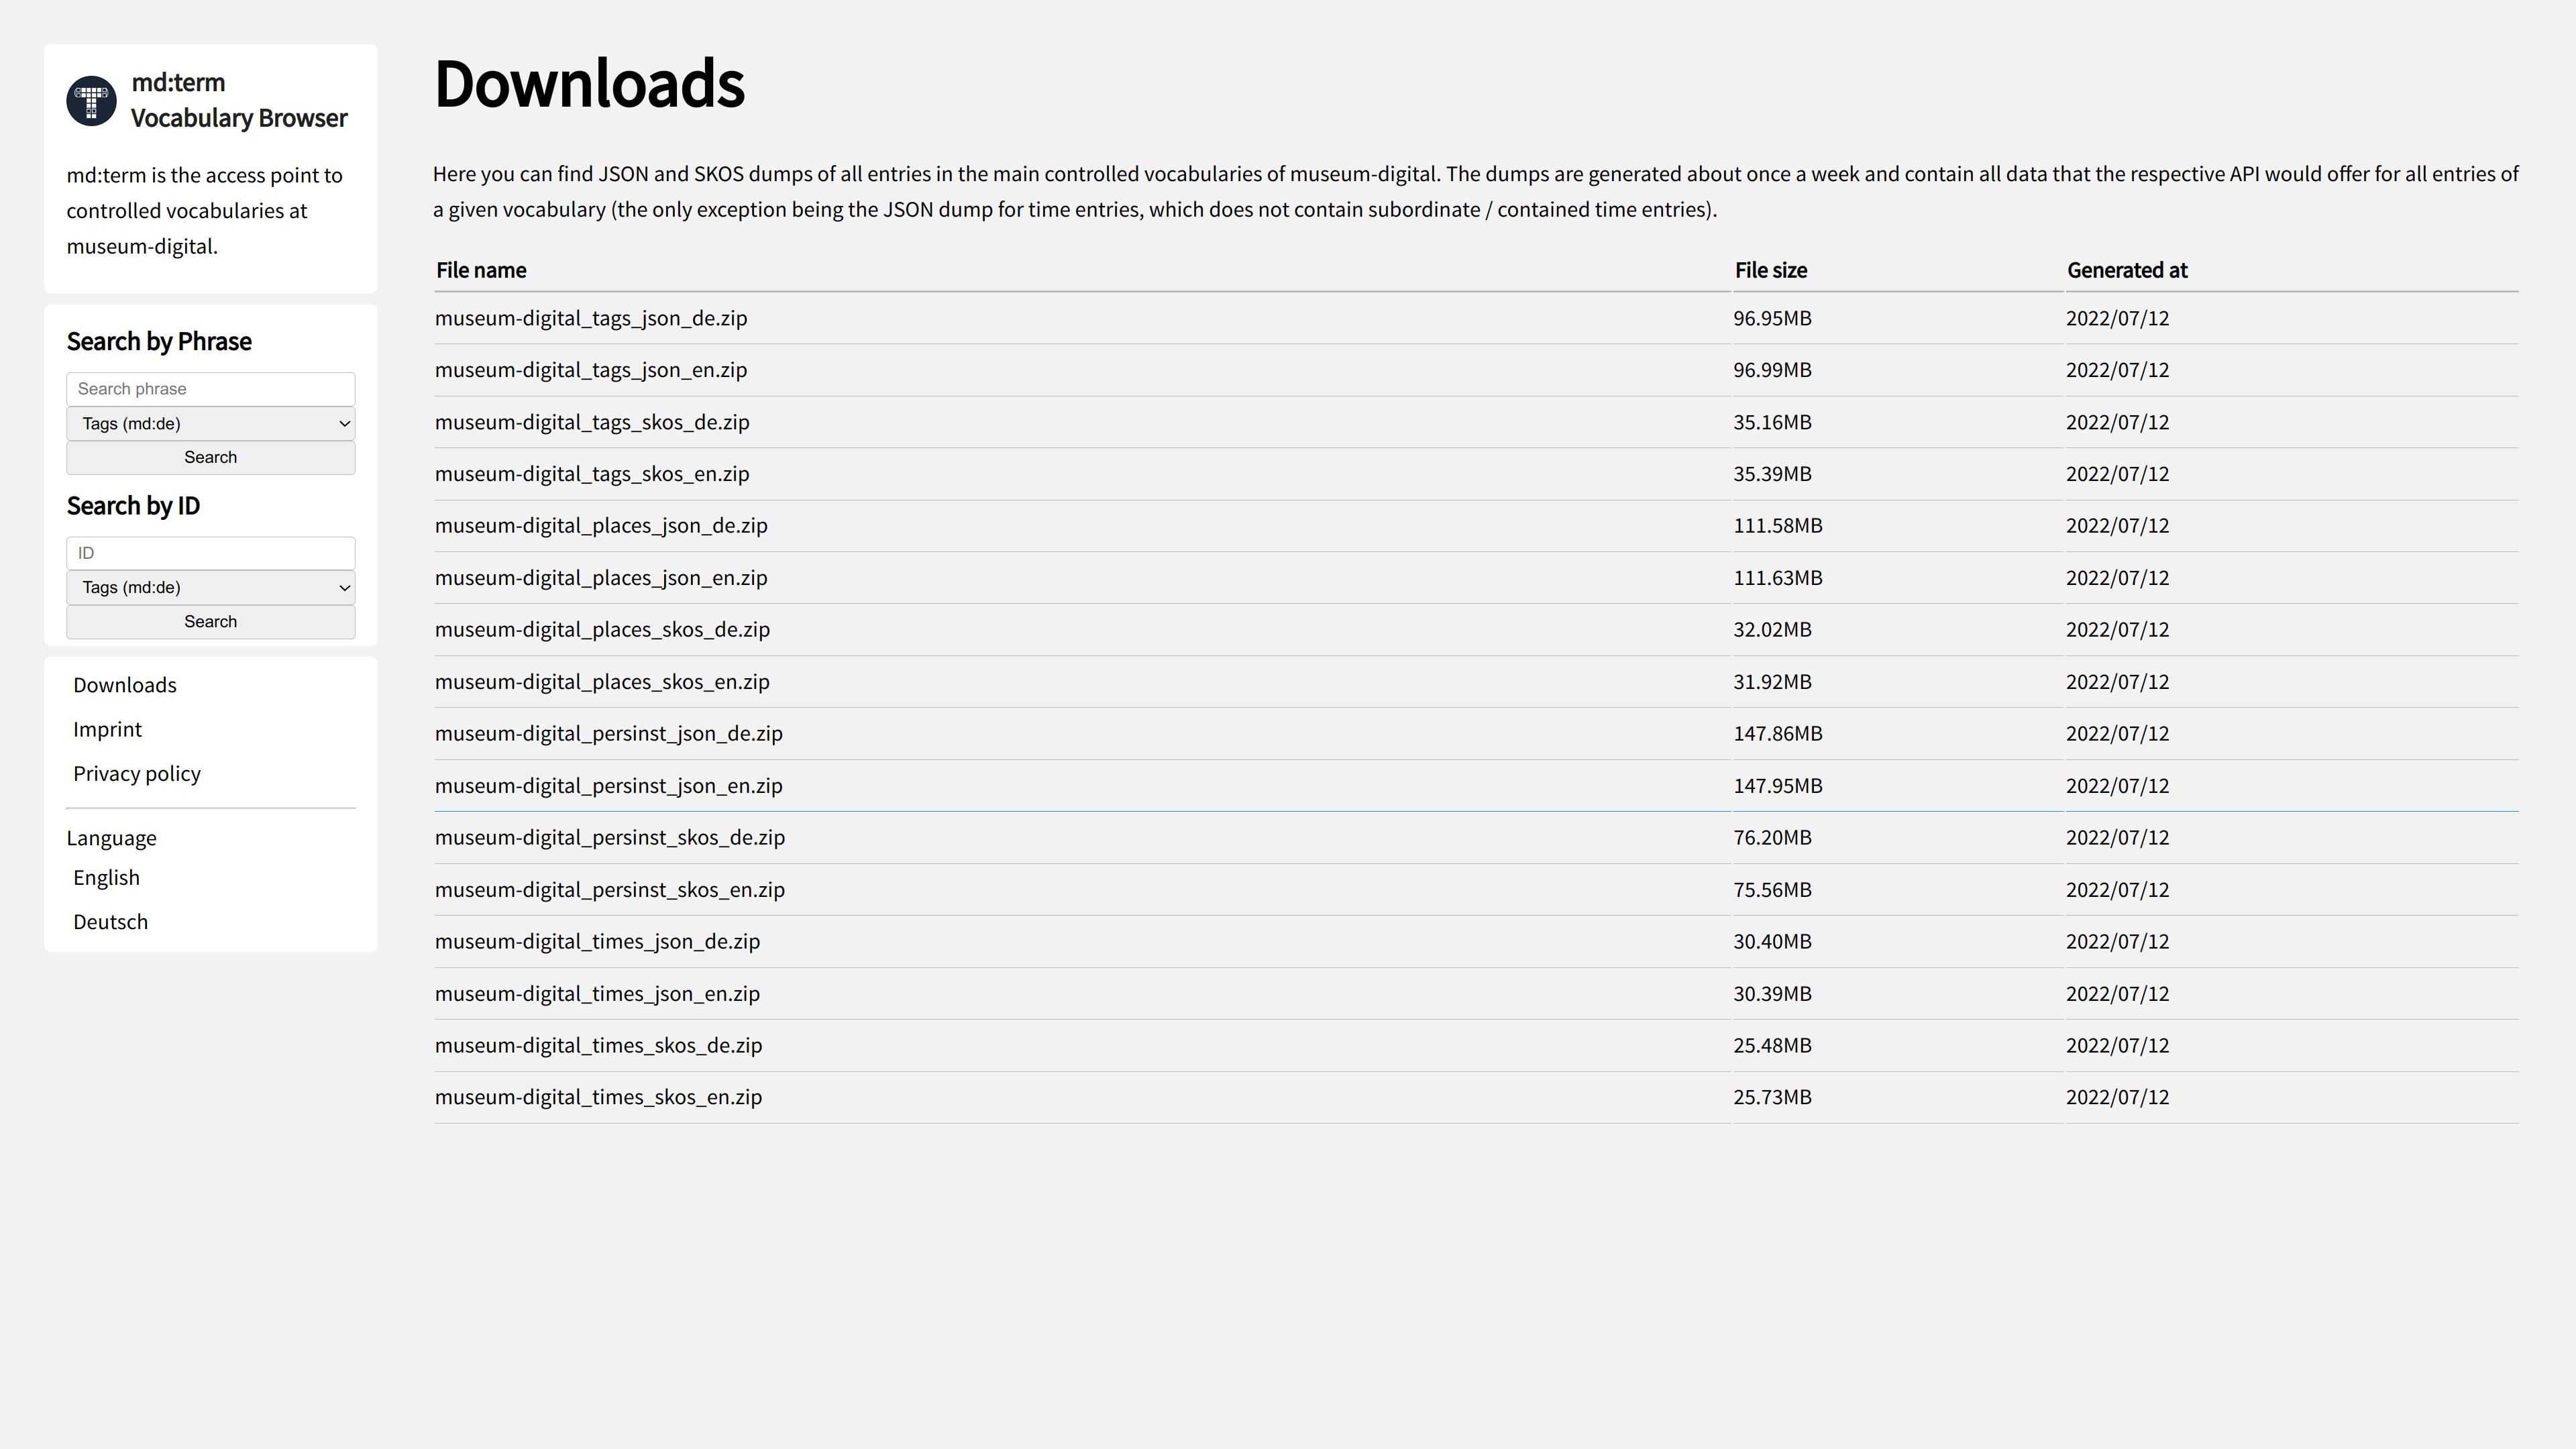 md:term
Vocabulary Browser
md:term is the access point to
controlled vocabularies at
museum-digital.
Search by Phrase
Search phrase
Tags (md:de)
Search
Search by ID
ID
Tags (md:de)
Search
Downloads
Imprint
Privacy policy
Language
English
Deutsch
Downloads
Here you can find JSON and SKOS dumps of all entries in the main controlled vocabularies of museum-digital. The dumps are generated about once a week and contain all data that the respective API would offer for all entries of
a given vocabulary (the only exception being the JSON dump for time entries, which does not contain subordinate / contained time entries).
File name File size Generated at
museum-digital_tags_json_de.zip 96.95MB 2022/07/12
museum-digital_tags_json_en.zip 96.99MB 2022/07/12
museum-digital_tags_skos_de.zip 35.16MB 2022/07/12
museum-digital_tags_skos_en.zip 35.39MB 2022/07/12
museum-digital_places_json_de.zip 111.58MB 2022/07/12
museum-digital_places_json_en.zip 111.63MB 2022/07/12
museum-digital_places_skos_de.zip 32.02MB 2022/07/12
museum-digital_places_skos_en.zip 31.92MB 2022/07/12
museum-digital_persinst_json_de.zip 147.86MB 2022/07/12
museum-digital_persinst_json_en.zip 147.95MB 2022/07/12
museum-digital_persinst_skos_de.zip 76.20MB 2022/07/12
museum-digital_persinst_skos_en.zip 75.56MB 2022/07/12
museum-digital_times_json_de.zip 30.40MB 2022/07/12
museum-digital_times_json_en.zip 30.39MB 2022/07/12
museum-digital_times_skos_de.zip 25.48MB 2022/07/12
museum-digital_times_skos_en.zip 25.73MB 2022/07/12